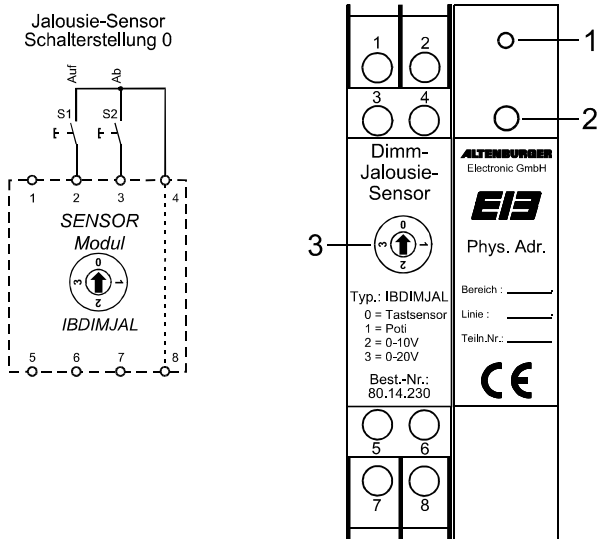 Jalousie-Sensor
Schalterstellung 0
Auf
Ab
S1
S2
1
2
3
4
SENSOR
Modul
0
1
2
3
IBDIMJAL
5
6
7
8
1
2
3
4
Dimm-
Jalousie-
Sensor
0
1
2
3
3
Typ.: IBDIMJAL
0 = Tastsensor
1 = Poti
2 = 0-10V
3 = 0-20V
Best.-Nr.:
80.14.230
5
6
7
8
1
2
ALTENBURGER
Electronic GmbH
EIB
Phys. Adr.
Bereich :
Linie :
Teiln.Nr.:
CE